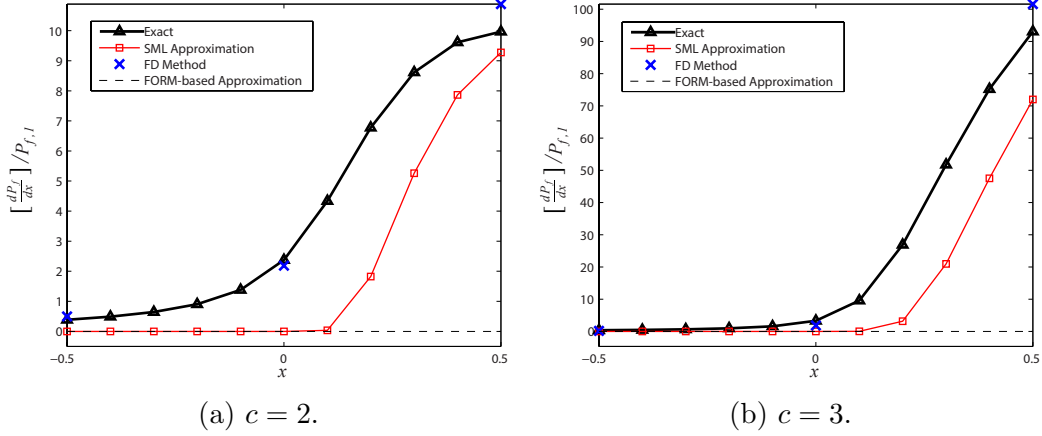 10
9
8
7
6
5
4
3
2
1
0
−0.5
0
0.5
x
[dP_f/dx]/P_{f,1}
Exact
SML Approximation
FD Method
FORM-based Approximation
(a) c = 2.
100
90
80
70
60
50
40
30
20
10
0
−0.5
0
0.5
x
[dP_f/dx]/P_{f,1}
Exact
SML Approximation
FD Method
FORM-based Approximation
(b) c = 3.